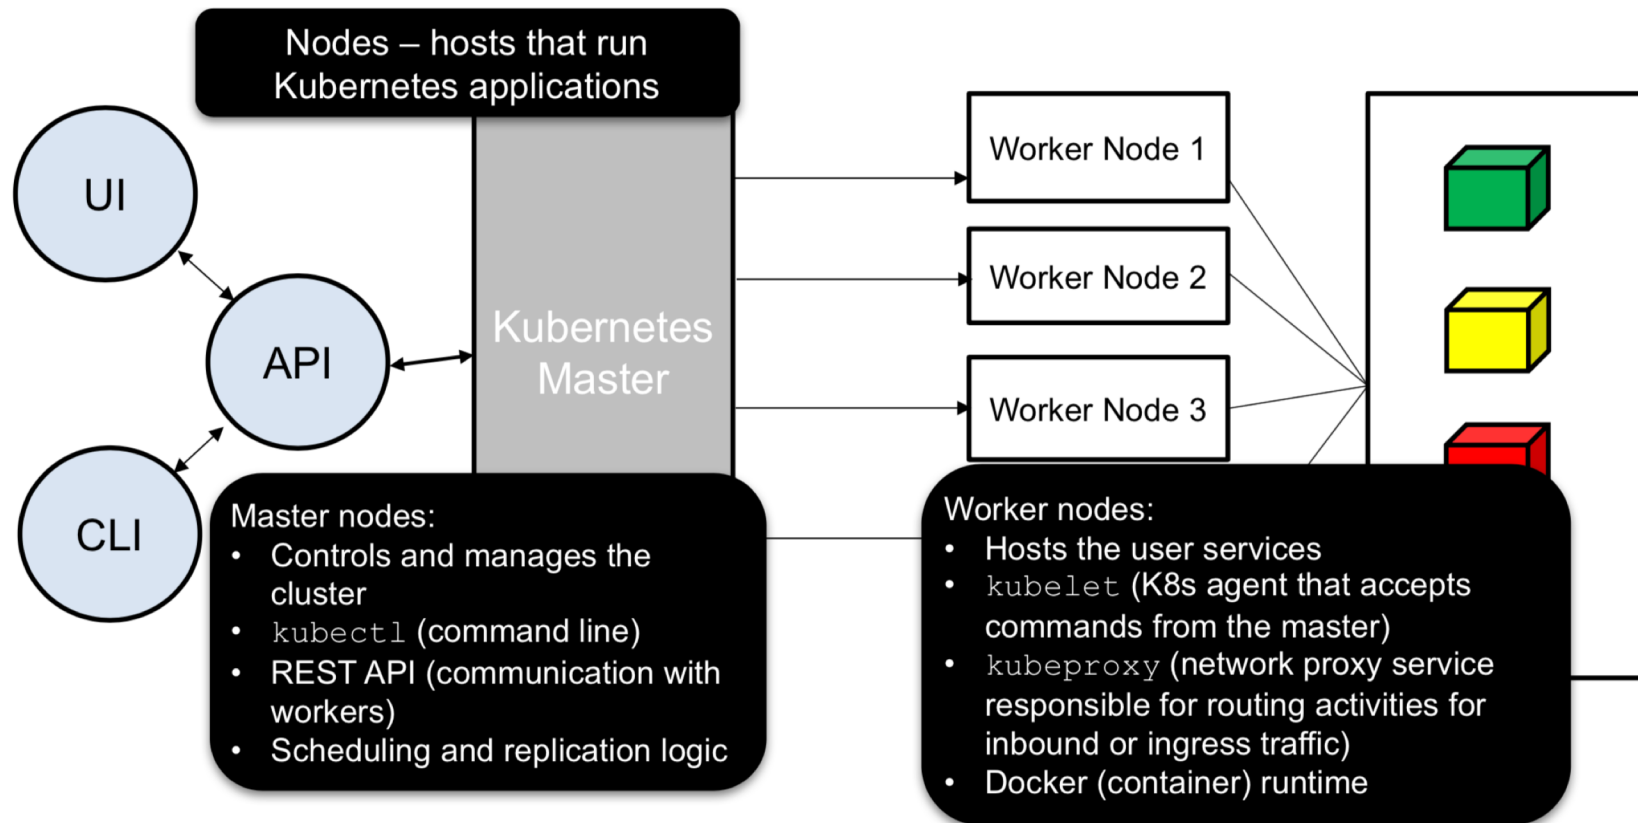 Nodes – hosts that run
Kubernetes applications
UI
API
CLI
Kubernetes
Master
Worker Node 1
Worker Node 2
Worker Node 3
Master nodes:
• Controls and manages the
cluster
• kubectl (command line)
• REST API (communication with
workers)
• Scheduling and replication logic
Worker nodes:
• Hosts the user services
• kubelet (K8s agent that accepts
commands from the master)
• kubeproxy (network proxy service
responsible for routing activities for
inbound or ingress traffic)
• Docker (container) runtime